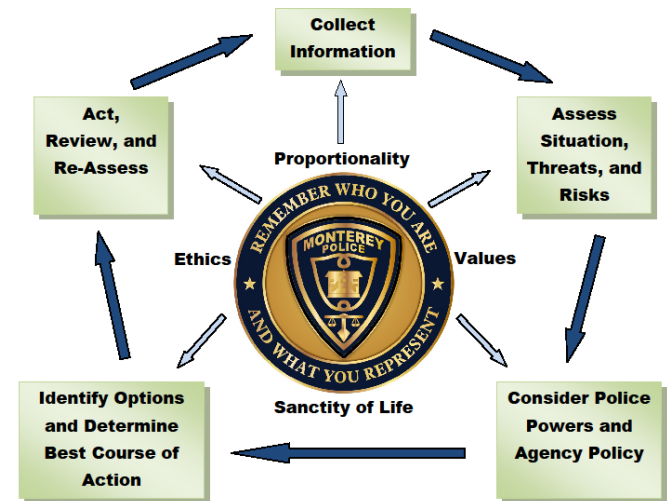 Collect
Information
Act,
Review, and
Re-Assess
Assess
Situation,
Threats, and
Risks
Proportionality
REMEMBER WHO YOU ARE
MONTEREY
POLICE
Ethics
Values
AND WHAT YOU REPRESENT
Sanctity of Life
Identify Options
and Determine
Best Course of
Action
Consider Police
Powers and
Agency Policy